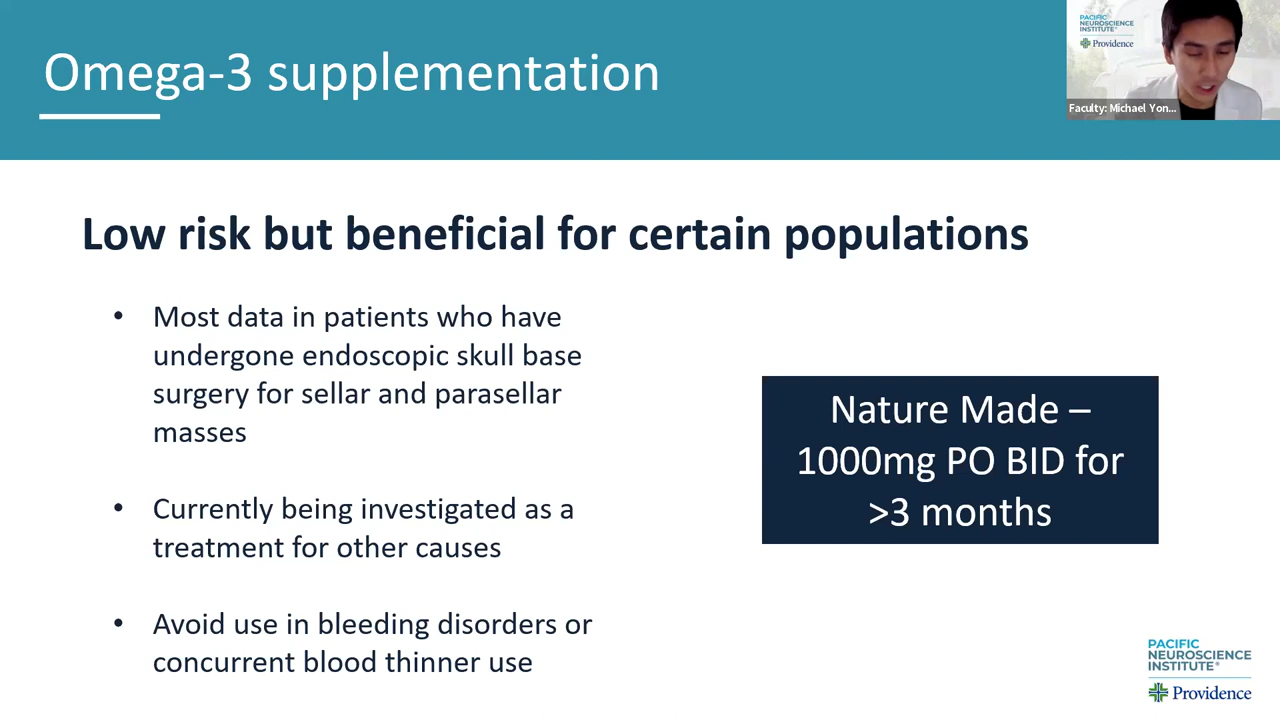 Omega-3 supplementation
PACIFIC
NEUROSCIENCE
INSTITUTE®
Providence
Faculty: Michael Yon...
Low risk but beneficial for certain populations
• Most data in patients who have
undergone endoscopic skull base
surgery for sellar and parasellar
masses
• Currently being investigated as a
treatment for other causes
• Avoid use in bleeding disorders or
concurrent blood thinner use
Nature Made –
1000mg PO BID for
>3 months
PACIFIC
NEUROSCIENCE
INSTITUTE®
Providence